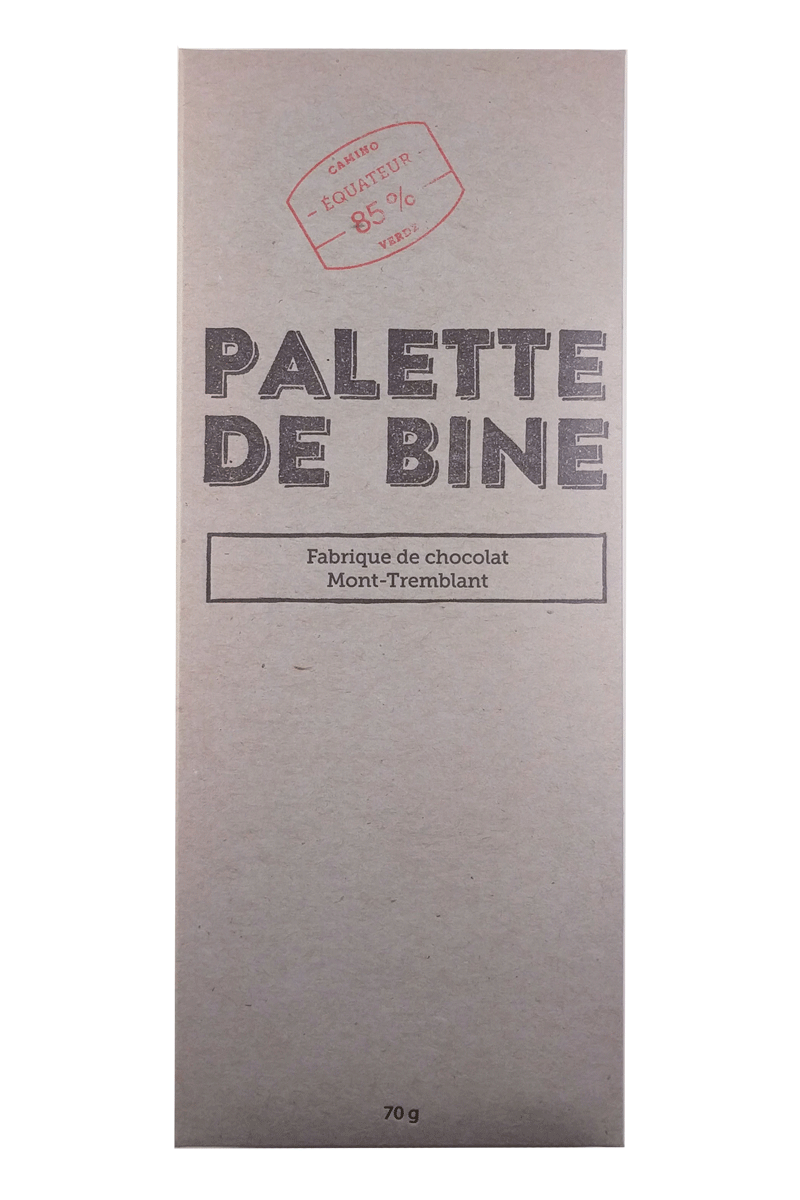 CAMINO
– ÉQUATEUR –
85 %
VERDE
PALETTE
DE BINE
Fabrique de chocolat
Mont-Tremblant
70 g